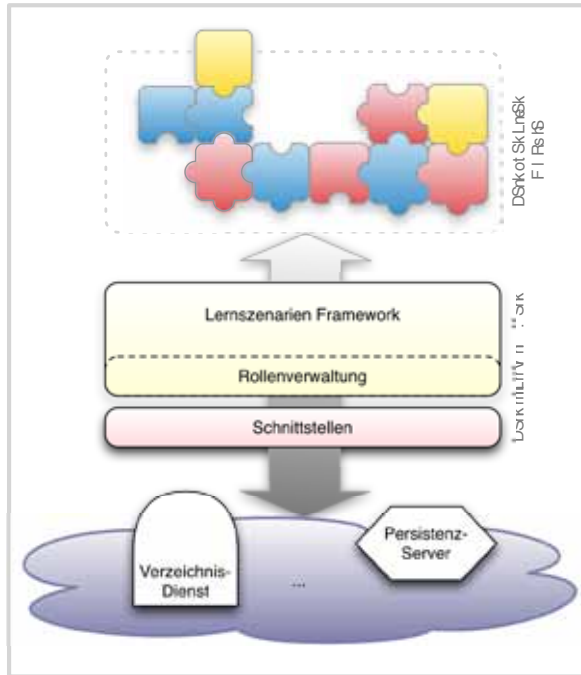 Lernszenarien Framework
Rollenverwaltung
Schnittstellen
Verzeichnis-
Dienst
...
Persistenz-
Server